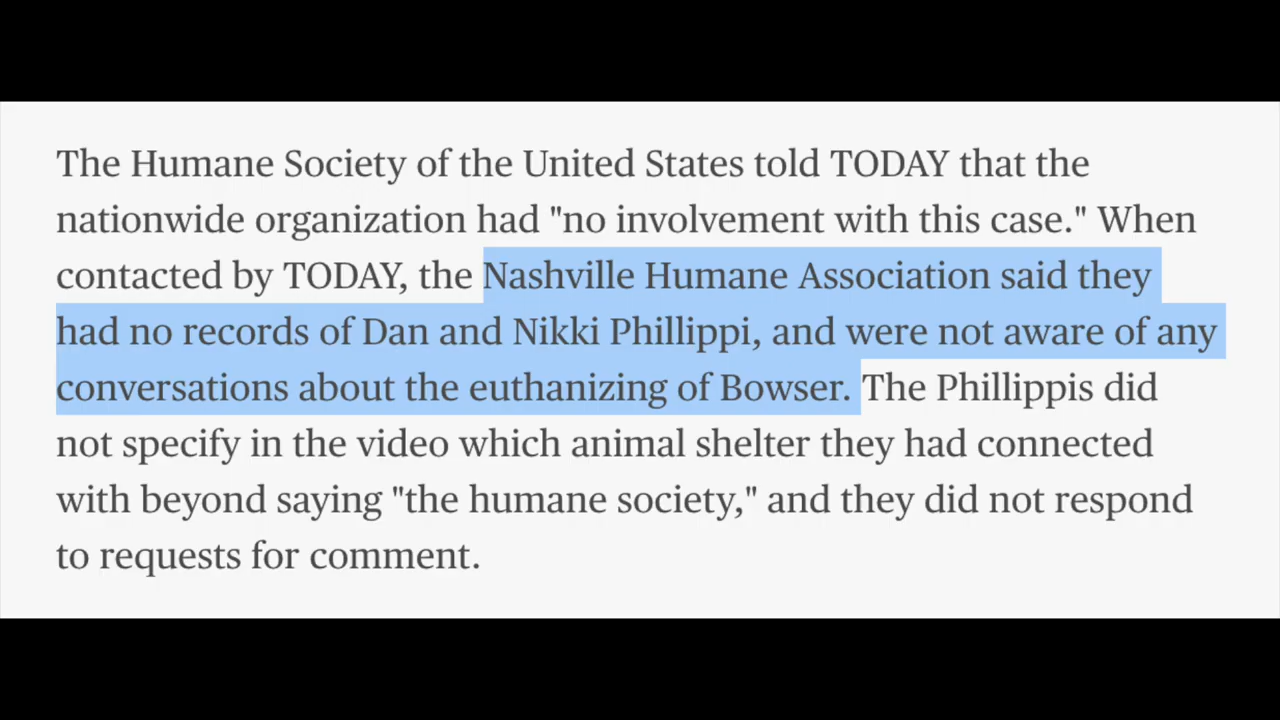 The Humane Society of the United States told TODAY that the
nationwide organization had "no involvement with this case." When
contacted by TODAY, the Nashville Humane Association said they
had no records of Dan and Nikki Phillippi, and were not aware of any
conversations about the euthanizing of Bowser. The Phillippis did
not specify in the video which animal shelter they had connected
with beyond saying "the humane society," and they did not respond
to requests for comment.